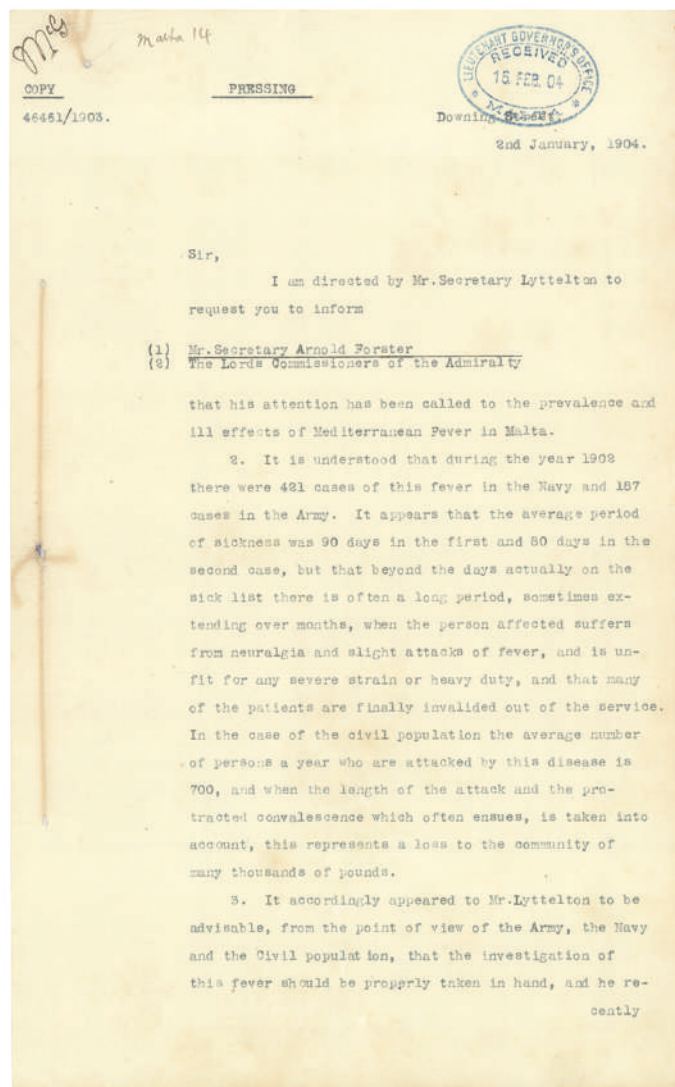 McG
Malta 14
LIEUTENANT GOVERNOR'S OFFICE
RECEIVED
15 FEB. 04
MALTA
COPY
PRESSING
46461/1903.
Downing Street,
2nd January, 1904.
Sir,
I am directed by Mr.Secretary Lyttelton to
request you to inform
(1) Mr.Secretary Arnold Forster
(2) The Lords Commissioners of the Admiralty
that his attention has been called to the prevalence and
ill effects of Mediterranean Fever in Malta.
2. It is understood that during the year 1902
there were 421 cases of this fever in the Navy and 187
cases in the Army. It appears that the average period
of sickness was 90 days in the first and 80 days in the
second case, but that beyond the days actually on the
sick list there is often a long period, sometimes ex-
tending over months, when the person affected suffers
from neuralgia and slight attacks of fever, and is un-
fit for any severe strain or heavy duty, and that many
of the patients are finally invalided out of the service.
In the case of the civil population the average number
of persons a year who are attacked by this disease is
700, and when the length of the attack and the pro-
tracted convalescence which often ensues, is taken into
account, this represents a loss to the community of
many thousands of pounds.
3. It accordingly appeared to Mr.Lyttelton to be
advisable, from the point of view of the Army, the Navy
and the Civil population, that the investigation of
this fever should be properly taken in hand, and he re-
cently